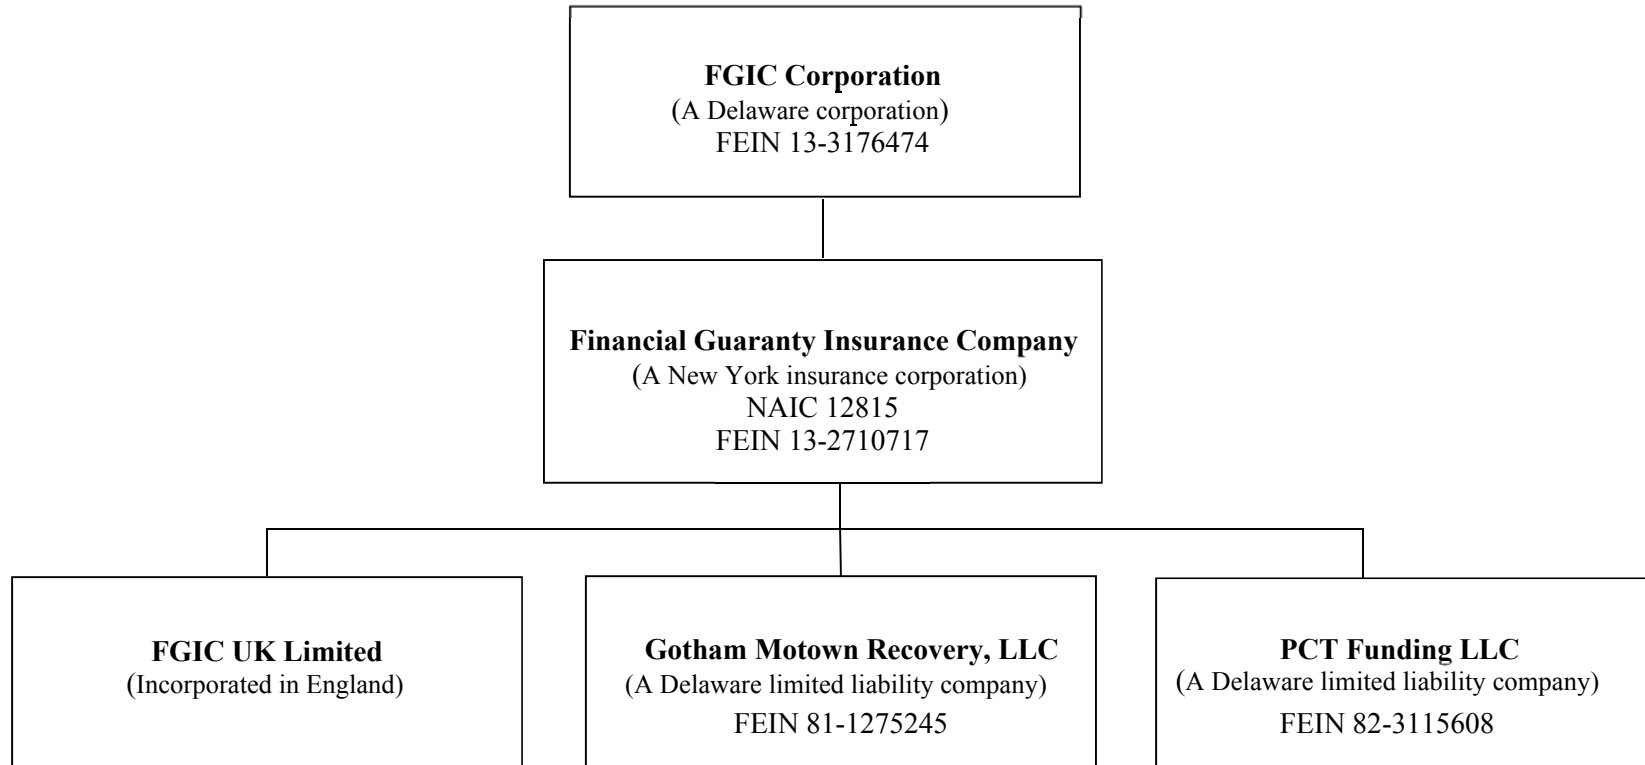 FGIC Corporation
(A Delaware corporation)
FEIN 13-3176474
Financial Guaranty Insurance Company
(A New York insurance corporation)
NAIC 12815
FEIN 13-2710717
FGIC UK Limited
(Incorporated in England)
Gotham Motown Recovery, LLC
(A Delaware limited liability company)
FEIN 81-1275245
PCT Funding LLC
(A Delaware limited liability company)
FEIN 82-3115608